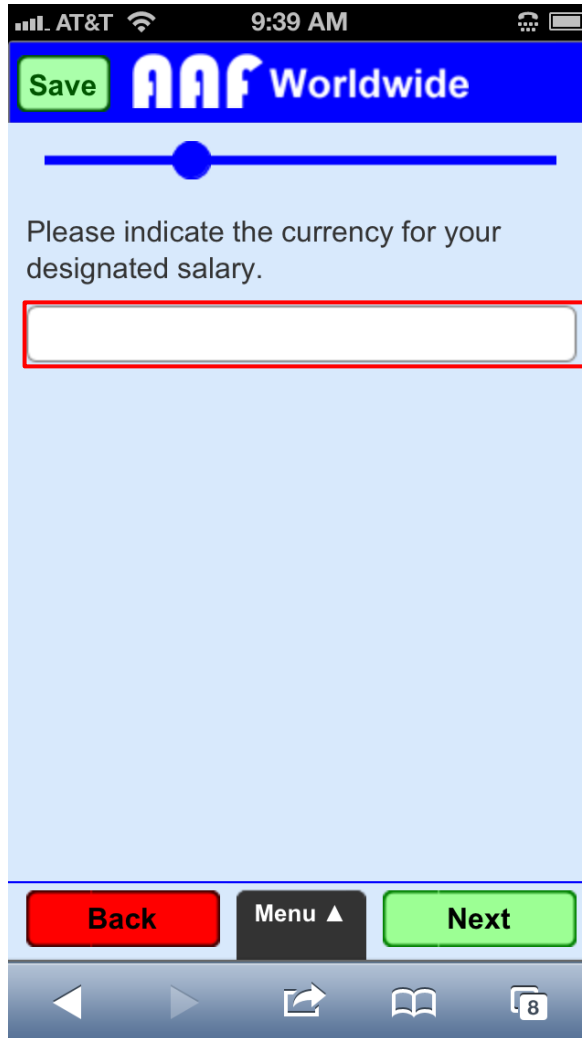 AT&T 9:39 AM
Save AAF Worldwide
Please indicate the currency for your
designated salary.
Back Menu ▲ Next
8